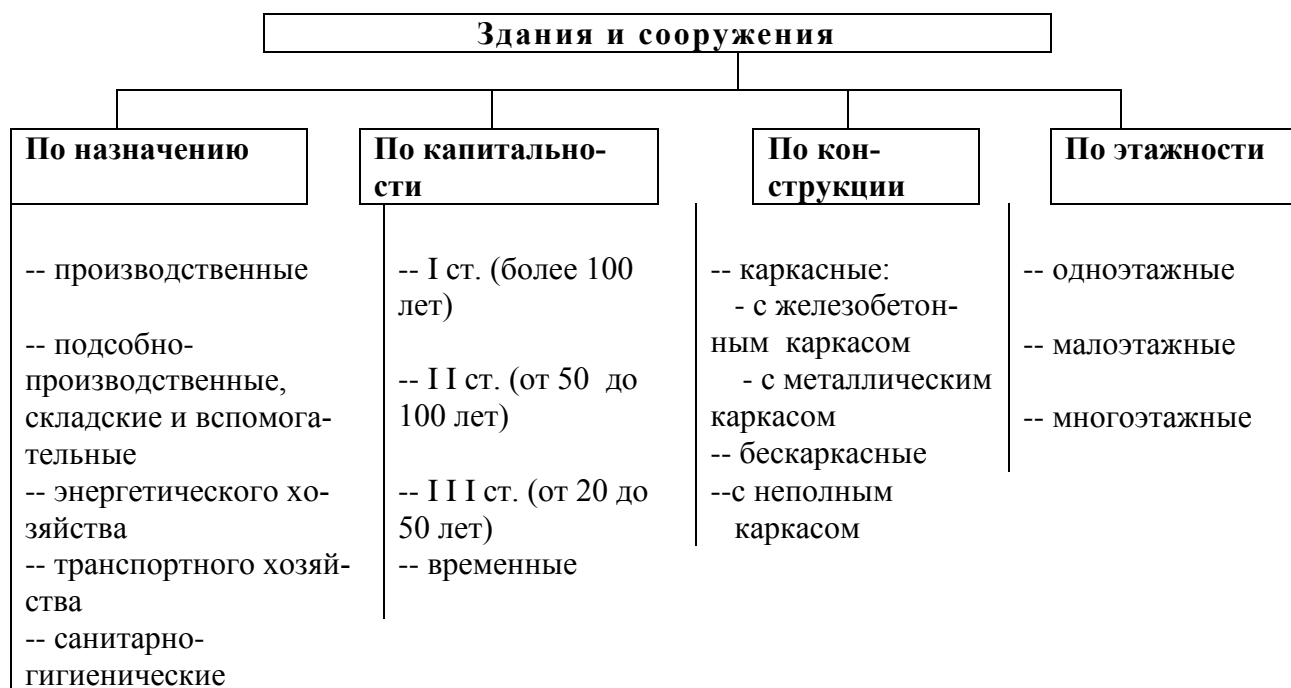 Здания и сооружения
По назначению
-- производственные
-- подсобно-
производственные,
складские и вспомога-
тельные
-- энергетического хо-
зяйства
-- транспортного хозяй-
ства
-- санитарно-
гигиенические
По капитально-
сти
-- I ст. (более 100
лет)
-- I I ст. (от 50 до
100 лет)
-- I I I ст. (от 20 до
50 лет)
-- временные
По кон-
струкции
-- каркасные:
- с железобетон-
ным каркасом
- с металлическим
каркасом
-- бескаркасные
--с неполным
каркасом
По этажности
-- одноэтажные
-- малоэтажные
-- многоэтажные